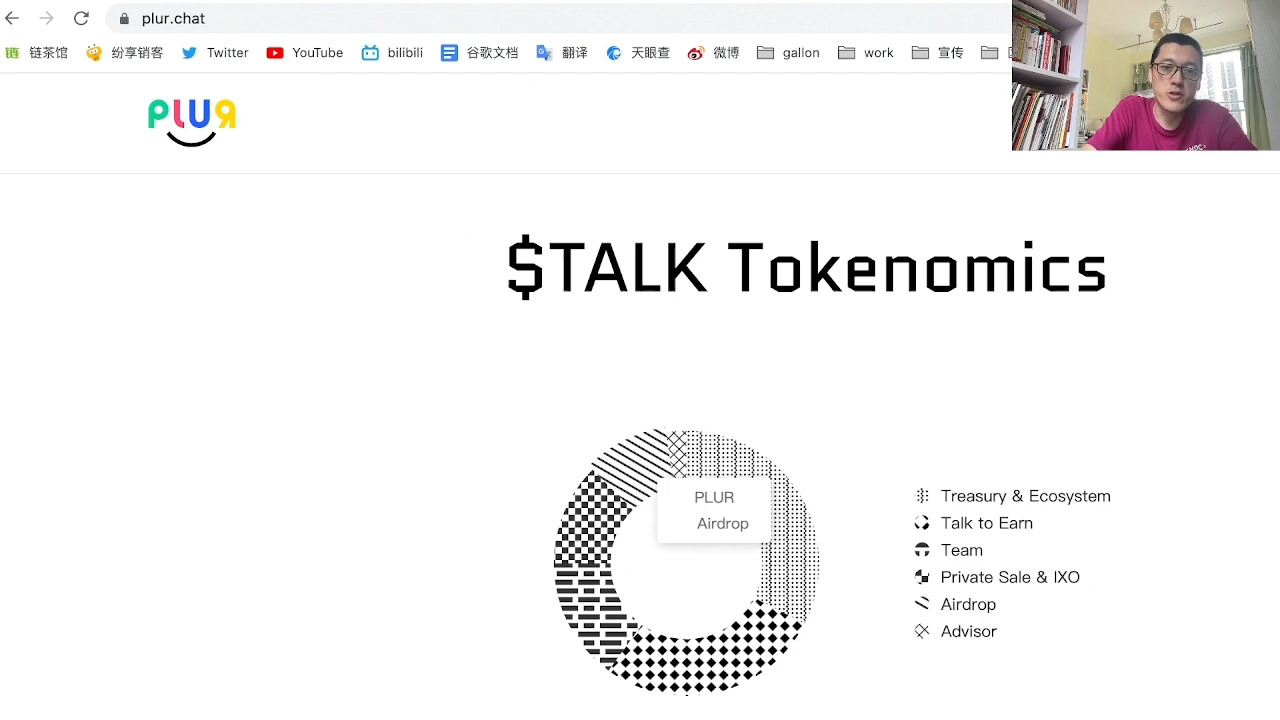 plur.chat
链 链茶馆 纷享销客 Twitter YouTube bilibili 谷歌文档 翻译 天眼查 微博 gallon work 宣传
PLUR
$TALK Tokenomics
PLUR
Airdrop
Treasury & Ecosystem
Talk to Earn
Team
Private Sale & IXO
Airdrop
Advisor